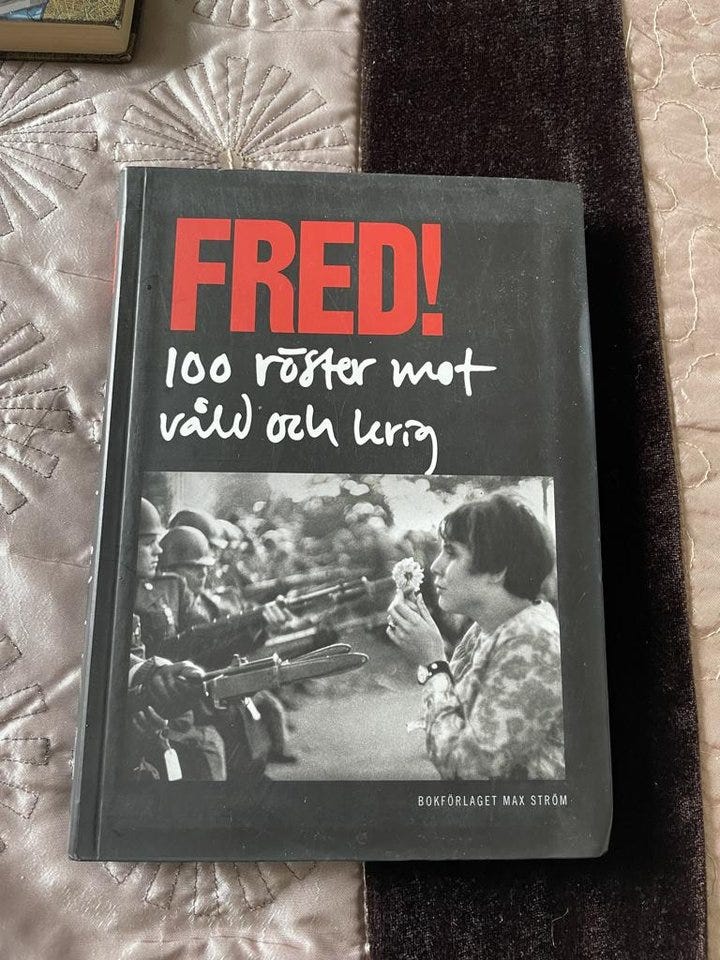 FRED!
100 röster mot
våld och krig
BOKFÖRLAGET MAX STRÖM